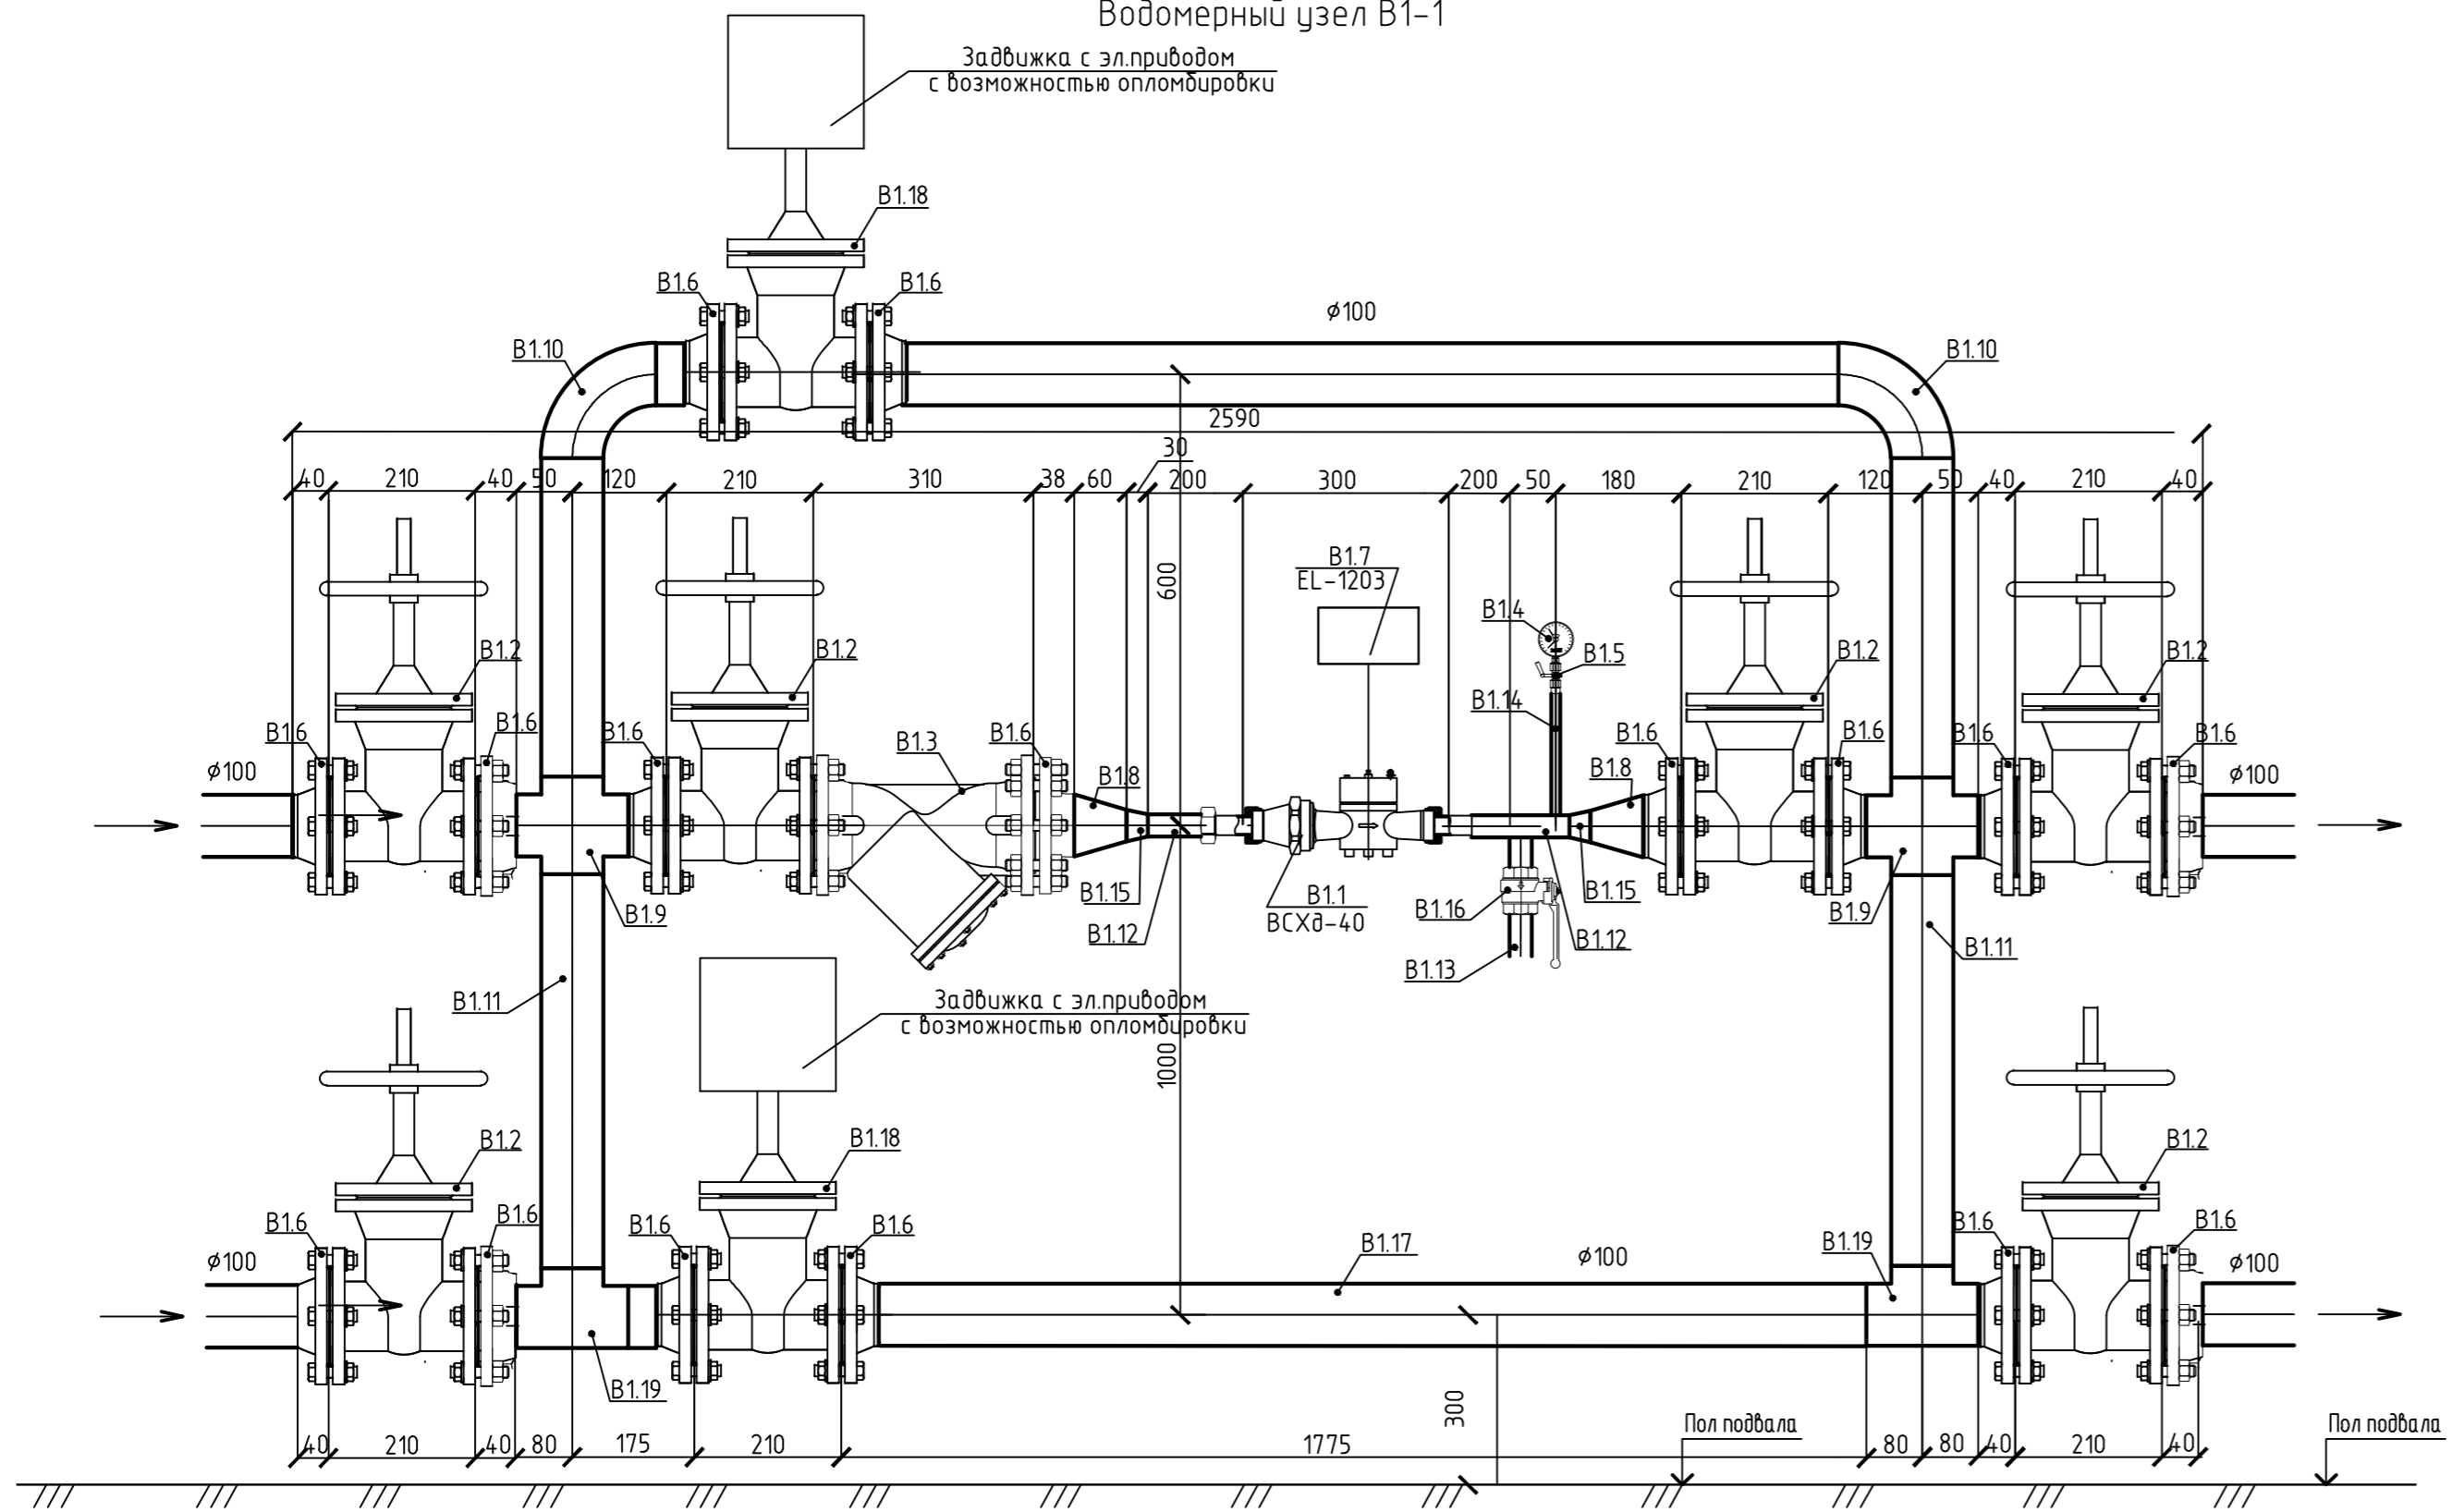 Водомерный узел В1-1
Задвижка с эл.приводом
с возможностью опломбировки
В1.18
В1.6
В1.6
ø100
В1.10
В1.10
2590
30
40
210
40
50
120
210
310
38
60
200
300
200
50
180
210
120
50
40
210
40
600
В1.7
EL-1203
В1.4
В1.5
В1.2
В1.2
В1.2
В1.2
В1.14
В1.6
В1.6
В1.6
В1.3
В1.6
В1.6
В1.6
В1.6
В1.6
ø100
В1.8
В1.8
ø100
В1.15
В1.1
ВСХд-40
В1.16
В1.15
В1.9
В1.9
В1.12
В1.12
В1.13
В1.11
В1.11
Задвижка с эл.приводом
с возможностью опломбировки
1000
В1.2
В1.18
В1.2
В1.6
В1.6
В1.6
В1.6
В1.17
ø100
В1.19
В1.6
В1.6
ø100
ø100
В1.19
300
Пол подвала
Пол подвала
40
210
40
80
175
210
1775
80
80
40
210
40